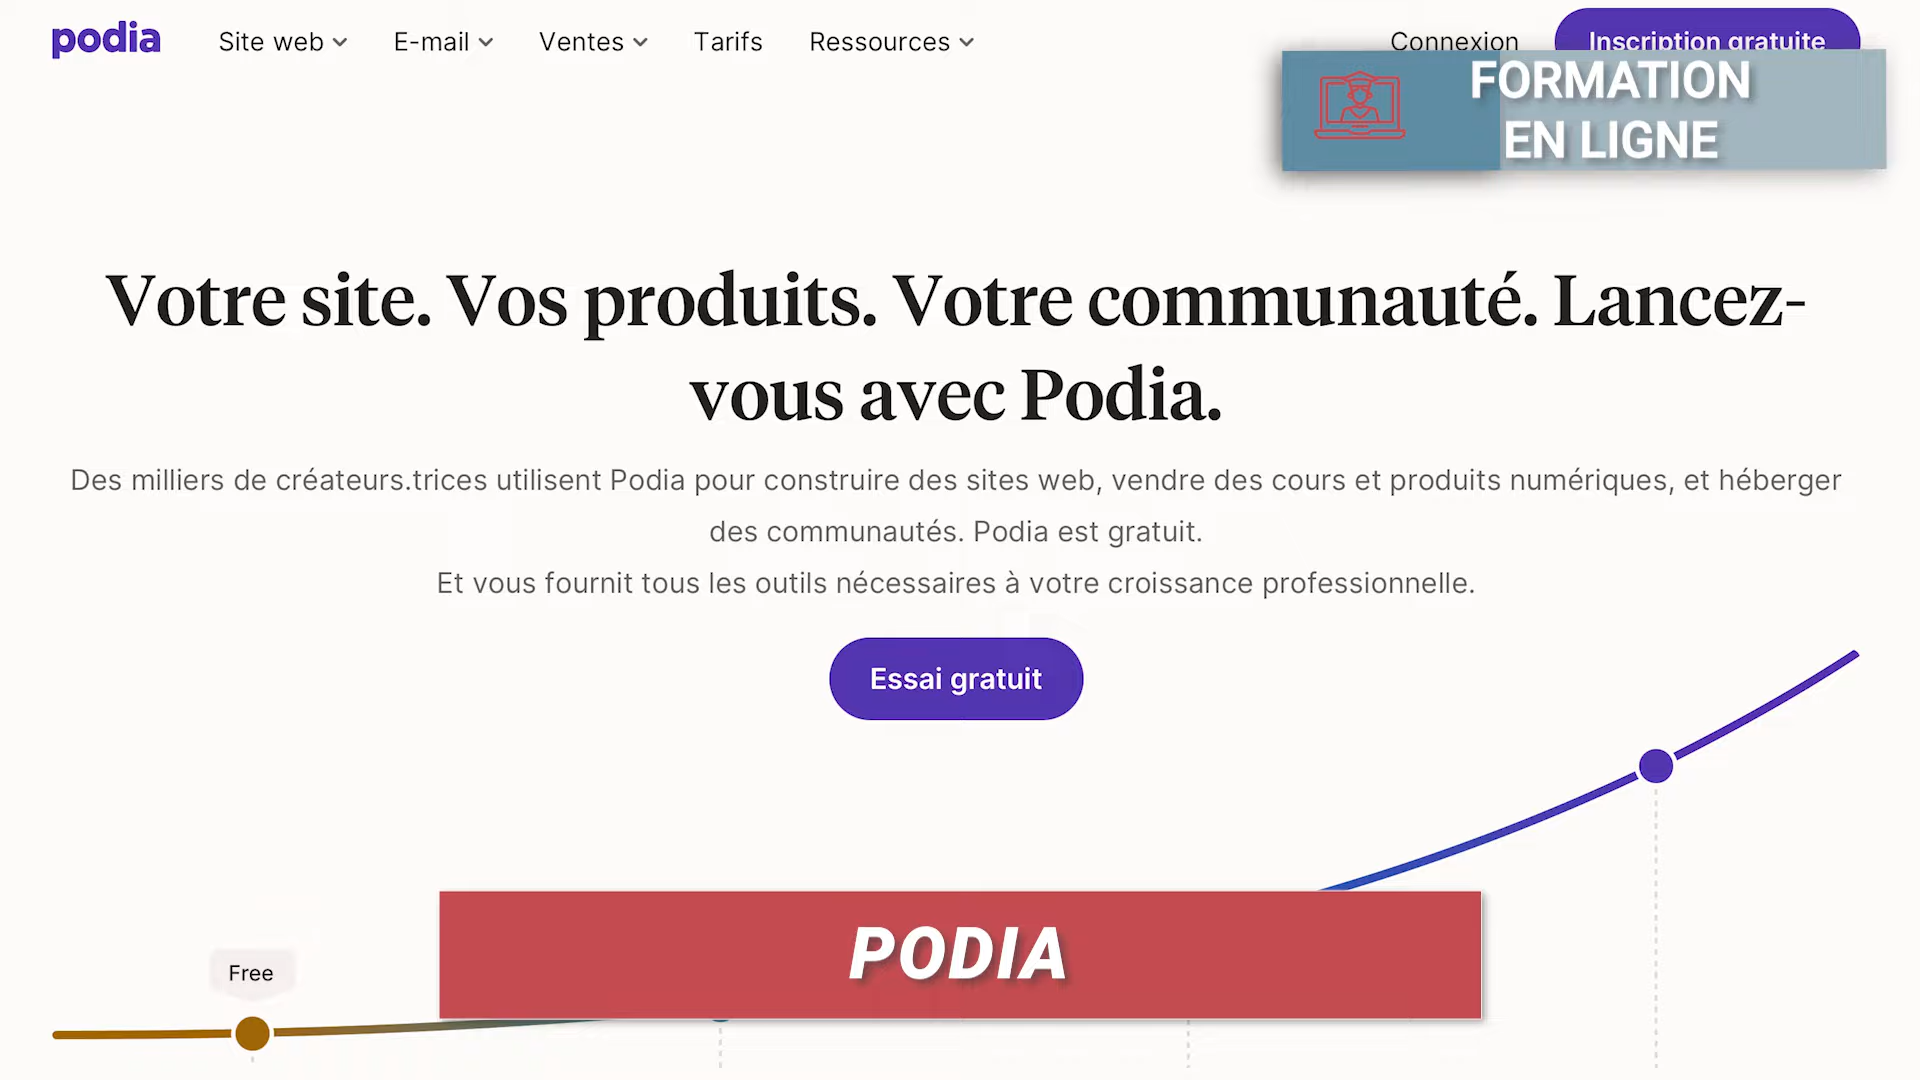 podia
Site web
E-mail
Ventes
Tarifs
Ressources
Connexion
Inscription gratuite
FORMATION
EN LIGNE
Votre site. Vos produits. Votre communauté. Lancez-
vous avec Podia.
Des milliers de créateurs.trices utilisent Podia pour construire des sites web, vendre des cours et produits numériques, et héberger
des communautés. Podia est gratuit.
Et vous fournit tous les outils nécessaires à votre croissance professionnelle.
Essai gratuit
Free
PODIA